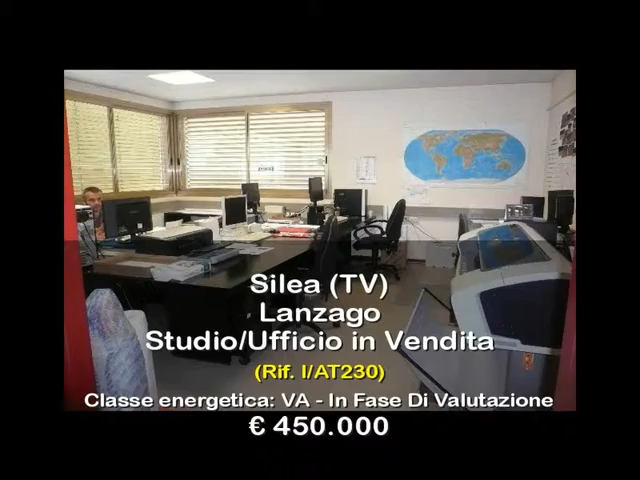 Silea (TV)
Lanzago
Studio/Ufficio in Vendita
(Rif. I/AT230)
Classe energetica: VA - In Fase Di Valutazione
€ 450.000